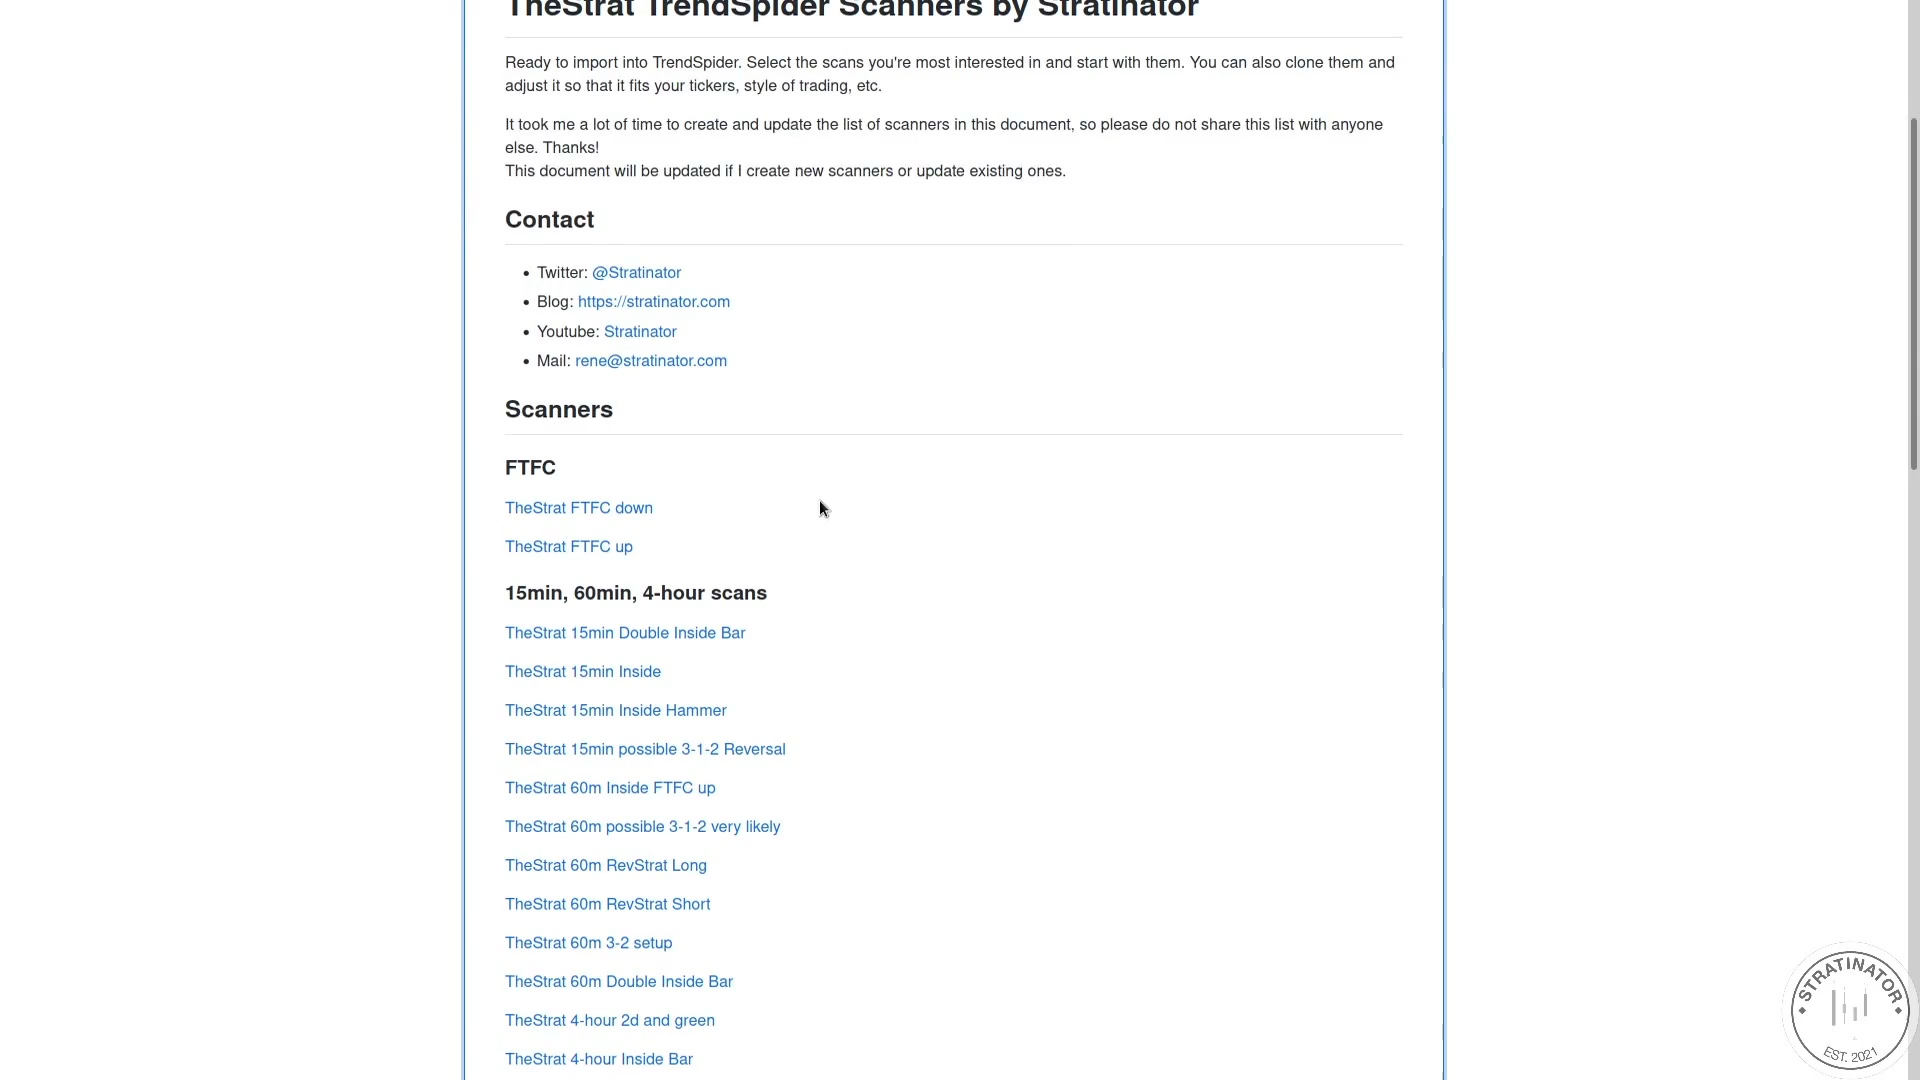 TheStrat TrendSpider Scanners by Stratinator
Ready to import into TrendSpider. Select the scans you're most interested in and start with them. You can also clone them and
adjust it so that it fits your tickers, style of trading, etc.
It took me a lot of time to create and update the list of scanners in this document, so please do not share this list with anyone
else. Thanks!
This document will be updated if I create new scanners or update existing ones.
Contact
• Twitter: @Stratinator
• Blog: https://stratinator.com
• Youtube: Stratinator
• Mail: rene@stratinator.com
Scanners
FTFC
TheStrat FTFC down
TheStrat FTFC up
15min, 60min, 4-hour scans
TheStrat 15min Double Inside Bar
TheStrat 15min Inside
TheStrat 15min Inside Hammer
TheStrat 15min possible 3-1-2 Reversal
TheStrat 60m Inside FTFC up
TheStrat 60m possible 3-1-2 very likely
TheStrat 60m RevStrat Long
TheStrat 60m RevStrat Short
TheStrat 60m 3-2 setup
TheStrat 60m Double Inside Bar
TheStrat 4-hour 2d and green
TheStrat 4-hour Inside Bar
STRATINATOR
EST. 2021